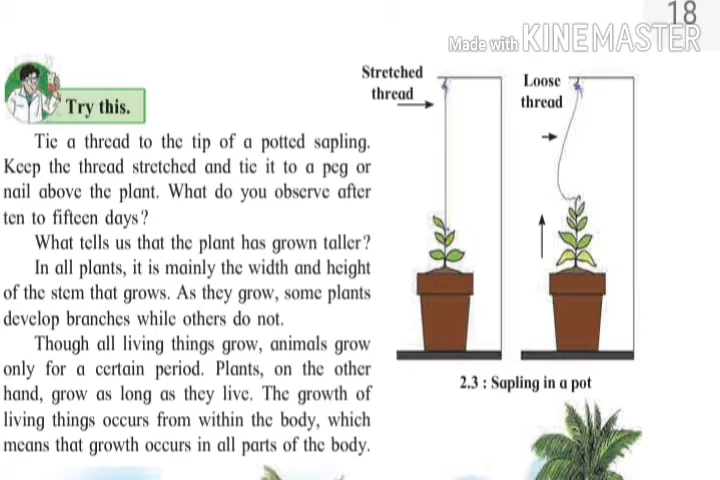 18
Made with KINEMASTER
Try this.
Tie a thread to the tip of a potted sapling.
Keep the thread stretched and tie it to a peg or
nail above the plant. What do you observe after
ten to fifteen days?
What tells us that the plant has grown taller?
In all plants, it is mainly the width and height
of the stem that grows. As they grow, some plants
develop branches while others do not.
Though all living things grow, animals grow
only for a certain period. Plants, on the other
hand, grow as long as they live. The growth of
living things occurs from within the body, which
means that growth occurs in all parts of the body.
Stretched
thread
Loose
thread
2.3 : Sapling in a pot